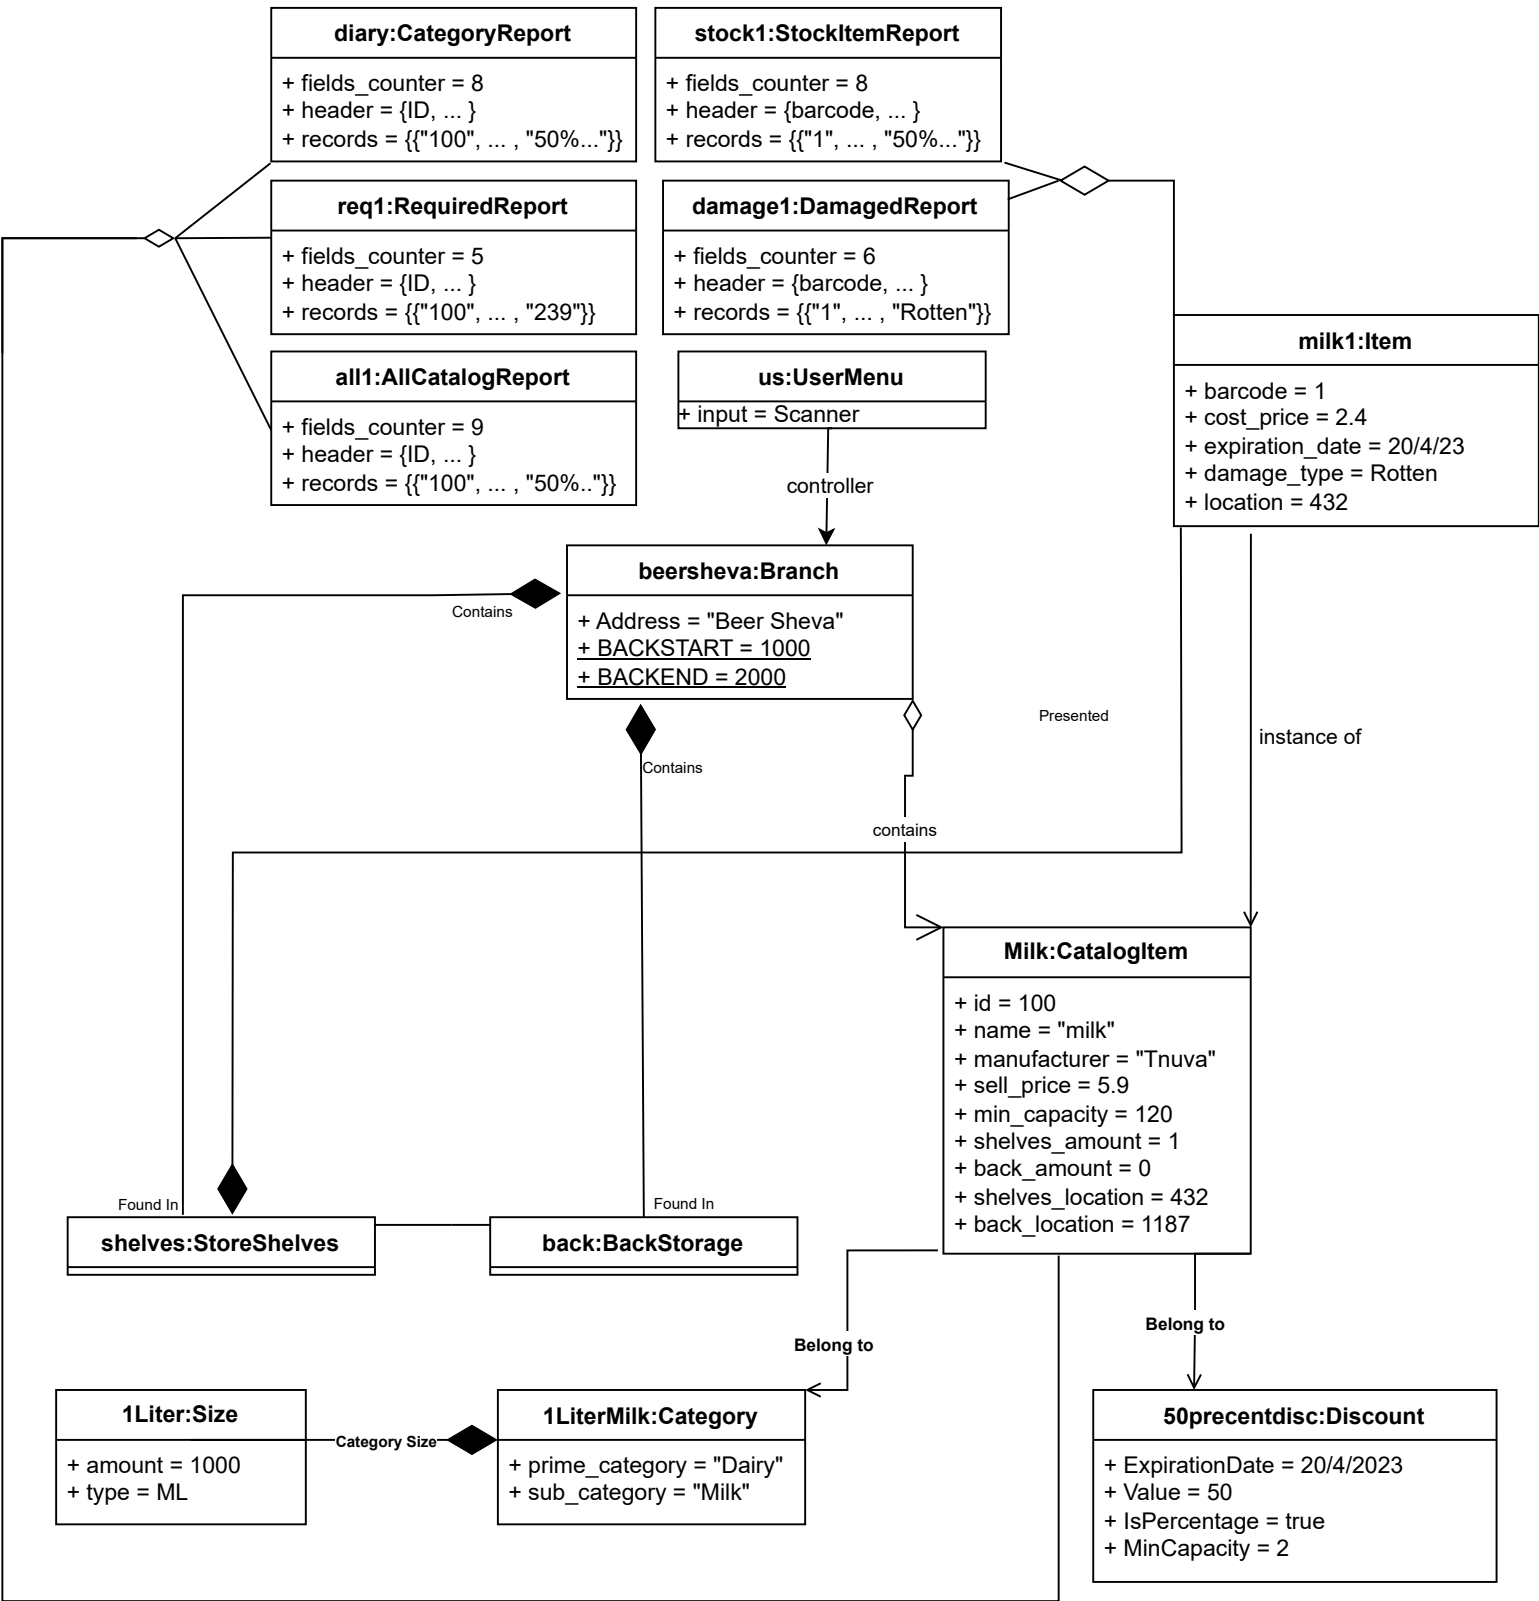 diary:CategoryReport
+ fields_counter = 8
+ header = {ID, ... }
+ records = {{"100", ... , "50%..."}}
stock1:StockItemReport
+ fields_counter = 8
+ header = {barcode, ... }
+ records = {{"1", ... , "50%..."}}
req1:RequiredReport
+ fields_counter = 5
+ header = {ID, ... }
+ records = {{"100", ... , "239"}}
damage1:DamagedReport
+ fields_counter = 6
+ header = {barcode, ... }
+ records = {{"1", ... , "Rotten"}}
milk1:Item
+ barcode = 1
+ cost_price = 2.4
+ expiration_date = 20/4/23
+ damage_type = Rotten
+ location = 432
all1:AllCatalogReport
+ fields_counter = 9
+ header = {ID, ... }
+ records = {{"100", ... , "50%.."}}
us:UserMenu
+ input = Scanner
controller
beersheva:Branch
+ Address = "Beer Sheva"
+ BACKSTART = 1000
+ BACKEND = 2000
Contains
Contains
Presented
instance of
contains
Milk:CatalogItem
+ id = 100
+ name = "milk"
+ manufacturer = "Tnuva"
+ sell_price = 5.9
+ min_capacity = 120
+ shelves_amount = 1
+ back_amount = 0
+ shelves_location = 432
+ back_location = 1187
Found In
Found In
shelves:StoreShelves
back:BackStorage
Belong to
Belong to
1Liter:Size
+ amount = 1000
+ type = ML
Category Size
1LiterMilk:Category
+ prime_category = "Dairy"
+ sub_category = "Milk"
50precentdisc:Discount
+ ExpirationDate = 20/4/2023
+ Value = 50
+ IsPercentage = true
+ MinCapacity = 2